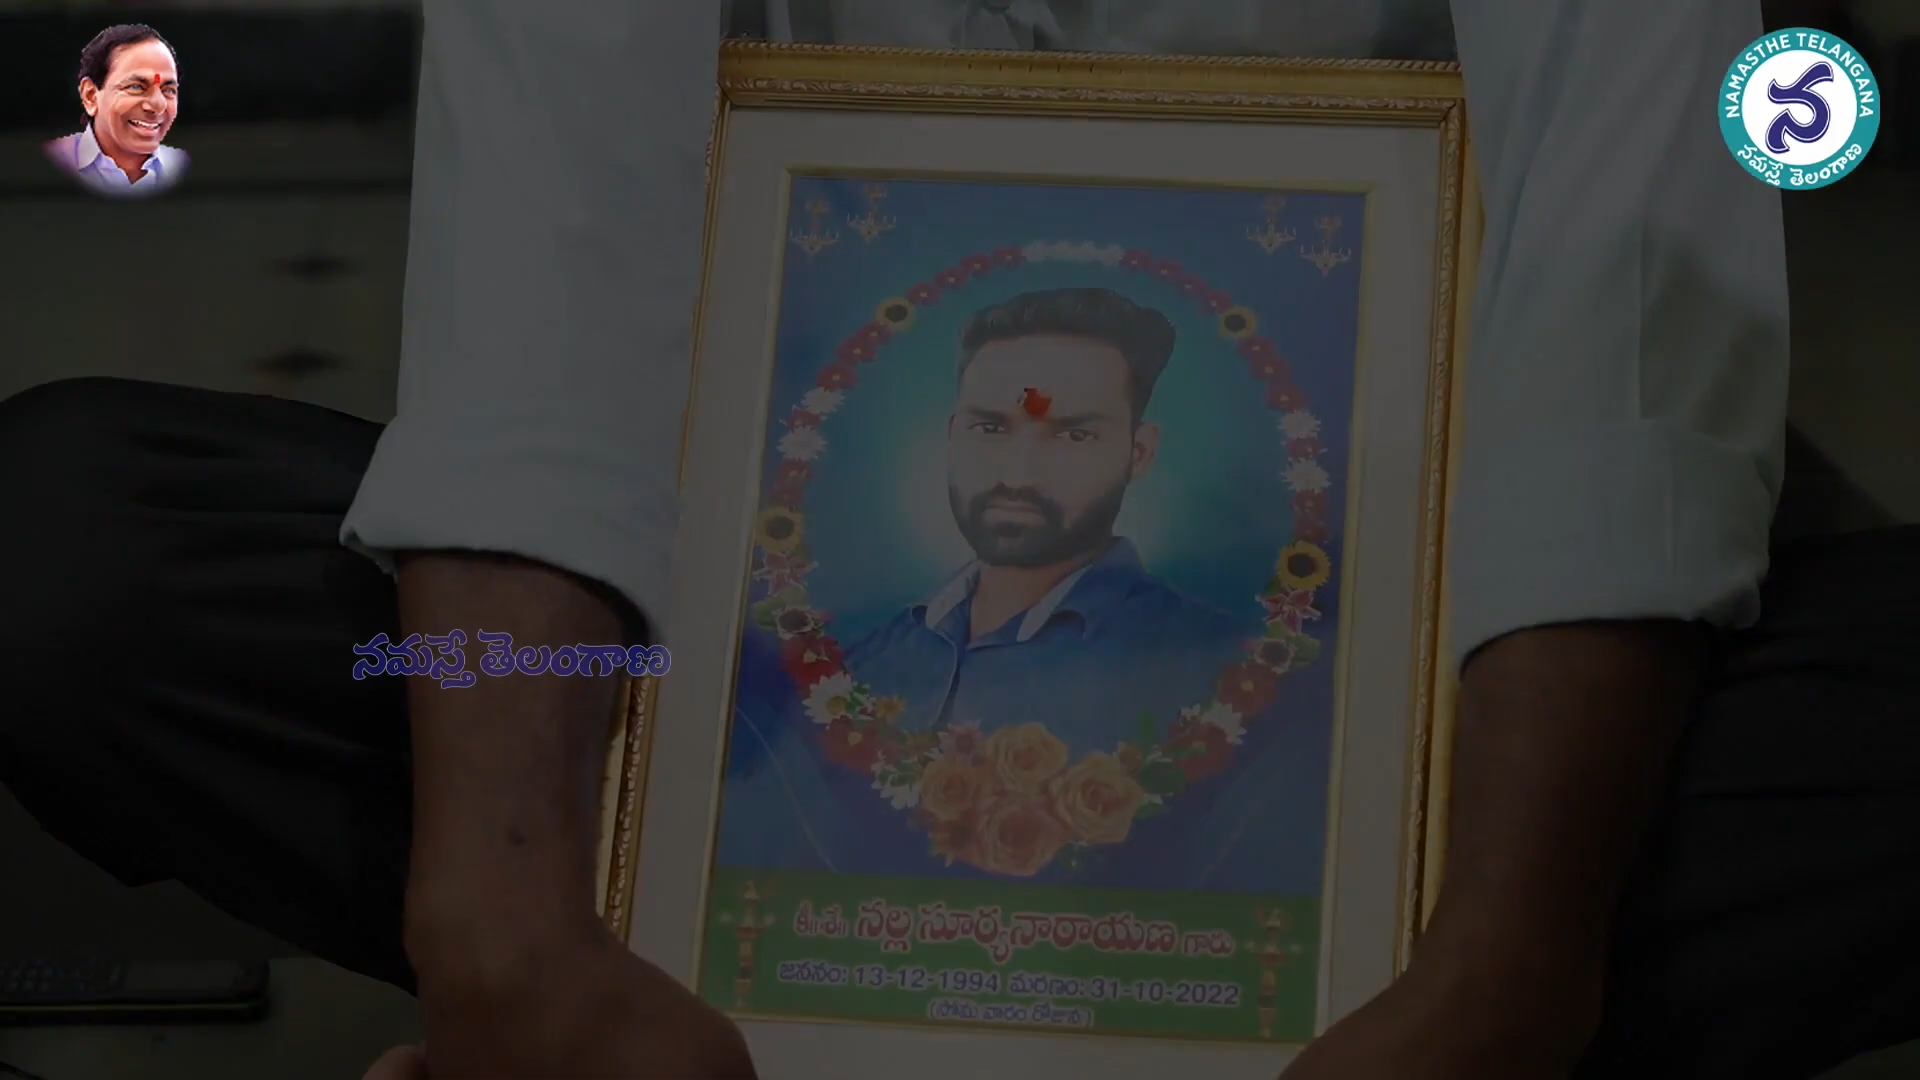 NAMASTHE TELANGANA
న
నమస్తే తెలంగాణ
నమస్తే తెలంగాణ
కీ॥శే॥ నల్ల సూర్యనారాయణ గారు
జననం: 13-12-1994 మరణం: 31-10-2022
(సోమ వారం రోజున)